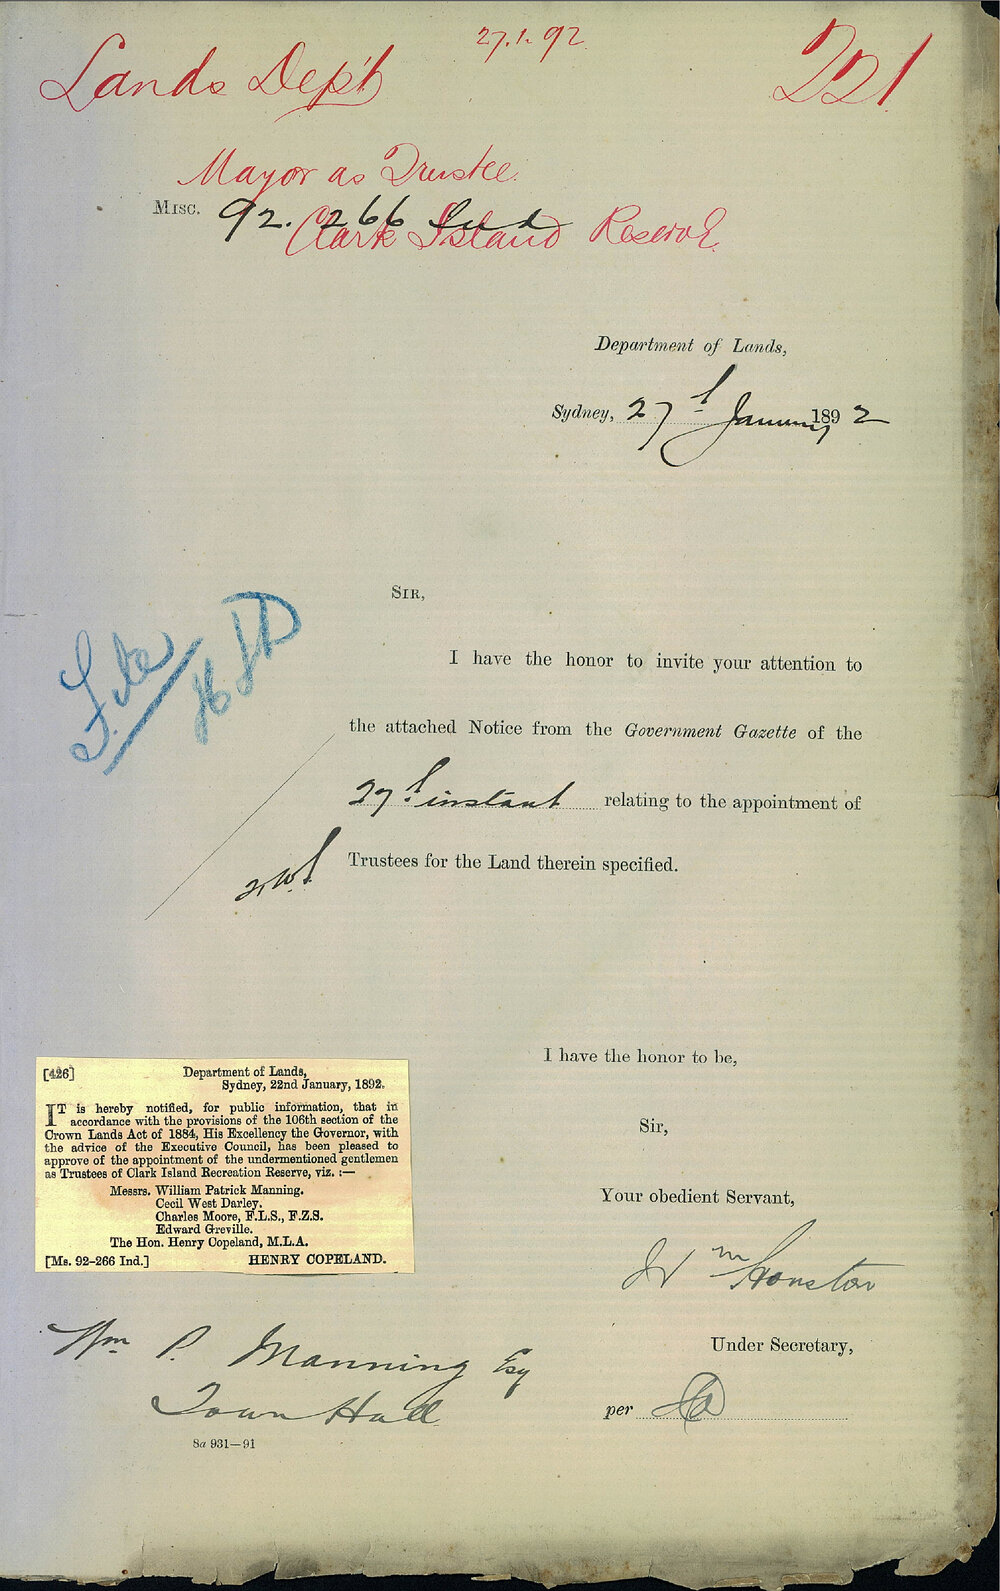 27.1.92
Lands Dep't
221
Mayor as Trustee.
Misc. 92. 266 Ind
Clark Island Reserve
Department of Lands,
Sydney, 27th January 1892
SIR,
File
I have the honor to invite your attention to
the attached Notice from the Government Gazette of the
27th instant relating to the appointment of
Trustees for the Land therein specified.
I have the honor to be,
Sir,
Your obedient Servant,
Wm Houston
Under Secretary,
per
[426] Department of Lands,
Sydney, 22nd January, 1892.
IT is hereby notified, for public information, that in
accordance with the provisions of the 106th section of the
Crown Lands Act of 1884, His Excellency the Governor, with
the advice of the Executive Council, has been pleased to
approve of the appointment of the undermentioned gentlemen
as Trustees of Clark Island Recreation Reserve, viz. :—
Messrs. William Patrick Manning.
Cecil West Darley.
Charles Moore, F.L.S., F.Z.S.
Edward Greville.
The Hon. Henry Copeland, M.L.A.
[Ms. 92-266 Ind.] HENRY COPELAND.
Wm P. Manning Esq
Town Hall
8a 931—91